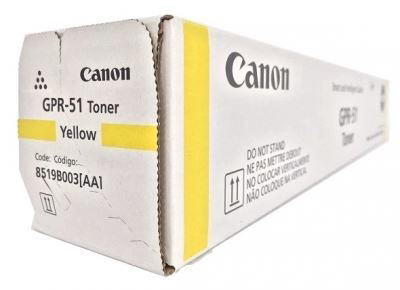 Canon
GPR-51 Toner
Yellow
Code: Código:
8519B003[AA]
Canon
DO NOT STAND
NE PAS METTRE DEBOUT
NO COLOCAR VERTICALMENTE
NÃO COLOQUE NA VERTICAL
GPR-51
Toner